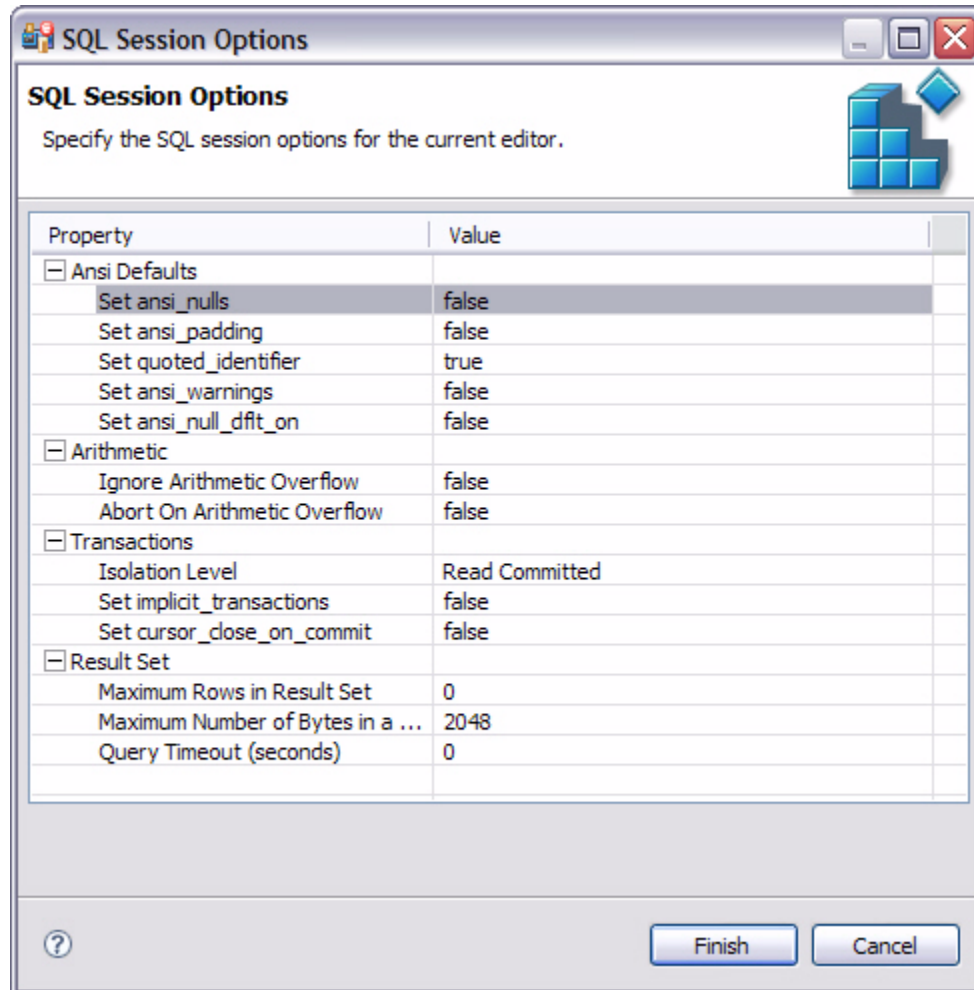 SQL Session Options
SQL Session Options
Specify the SQL session options for the current editor.
Property Value
Ansi Defaults
Set ansi_nulls false
Set ansi_padding false
Set quoted_identifier true
Set ansi_warnings false
Set ansi_null_dflt_on false
Arithmetic
Ignore Arithmetic Overflow false
Abort On Arithmetic Overflow false
Transactions
Isolation Level Read Committed
Set implicit_transactions false
Set cursor_close_on_commit false
Result Set
Maximum Rows in Result Set 0
Maximum Number of Bytes in a ... 2048
Query Timeout (seconds) 0
? Finish Cancel